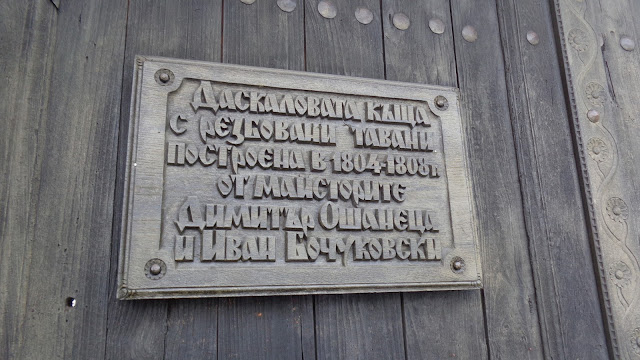 Даскаловата къща
с резбовани тавани
построена в 1804-1808 г.
от майсторите
Димитър Ошанеца
и Иван Бочуковски